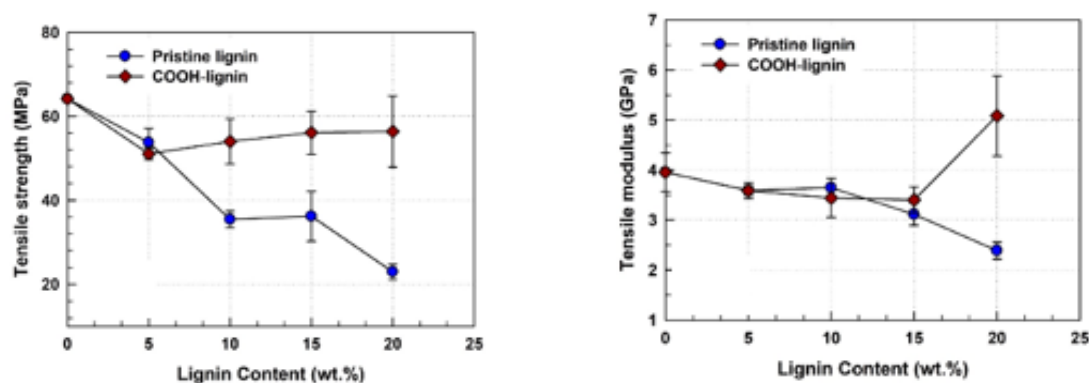 80
60
40
20
Tensile strength (MPa)
Pristine lignin
COOH-lignin
0 5 10 15 20 25
Lignin Content (wt.%)
7
6
5
4
3
2
1
Tensile modulus (GPa)
Pristine lignin
COOH-lignin
0 5 10 15 20 25
Lignin Content (wt.%)